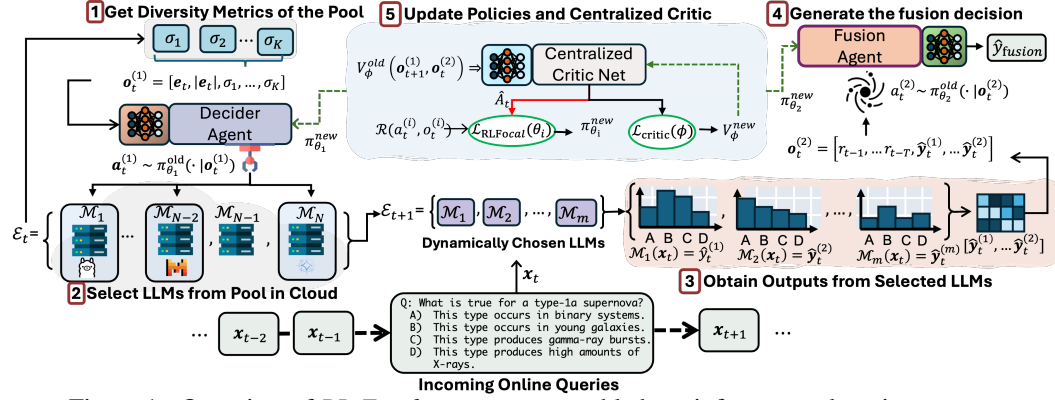 1 Get Diversity Metrics of the Pool
σ₁ σ₂ ... σ_K
o_t^(1) = [e_t, |e_t|, σ₁, ..., σ_K]
Decider Agent
π_θ₁^new
a_t^(1) ~ π_θ₁^old(· |o_t^(1))
ℰ_t=
ℳ₁ ... ℳ_N−2 , ℳ_N−1 , ℳ_N
2 Select LLMs from Pool in Cloud
5 Update Policies and Centralized Critic
V_ϕ^old (o_t+1^(1), o_t^(2)) ⇒
Centralized Critic Net
Â_t
ℛ(a_t^(i), o_t^(i))
ℒ_RLFocal(θ_i)
π_θ_i^new
ℒ_critic(ϕ)
V_ϕ^new
4 Generate the fusion decision
Fusion Agent
ŷ_fusion
π_θ₂^new
a_t^(2) ~ π_θ₂^old(· |o_t^(2))
o_t^(2) = [r_t−1, ... r_t−T, ŷ_t^(1), ... ŷ_t^(2)]
ℰ_t+1= { ℳ₁ , ℳ₂ , ... , ℳ_m }
Dynamically Chosen LLMs
x_t
A B C D
A B C D
A B C D
, , ... ,
ℳ₁(x_t) = ŷ_t^(1)
ℳ₂(x_t) = ŷ_t^(2)
ℳ_m(x_t) = ŷ_t^(m)
[ŷ_t^(1), ... ŷ_t^(2)]
3 Obtain Outputs from Selected LLMs
... x_t−2 x_t−1
Q: What is true for a type-1a supernova?
A) This type occurs in binary systems.
B) This type occurs in young galaxies.
C) This type produces gamma-ray bursts.
D) This type produces high amounts of
X-rays.
x_t+1 ...
Incoming Online Queries